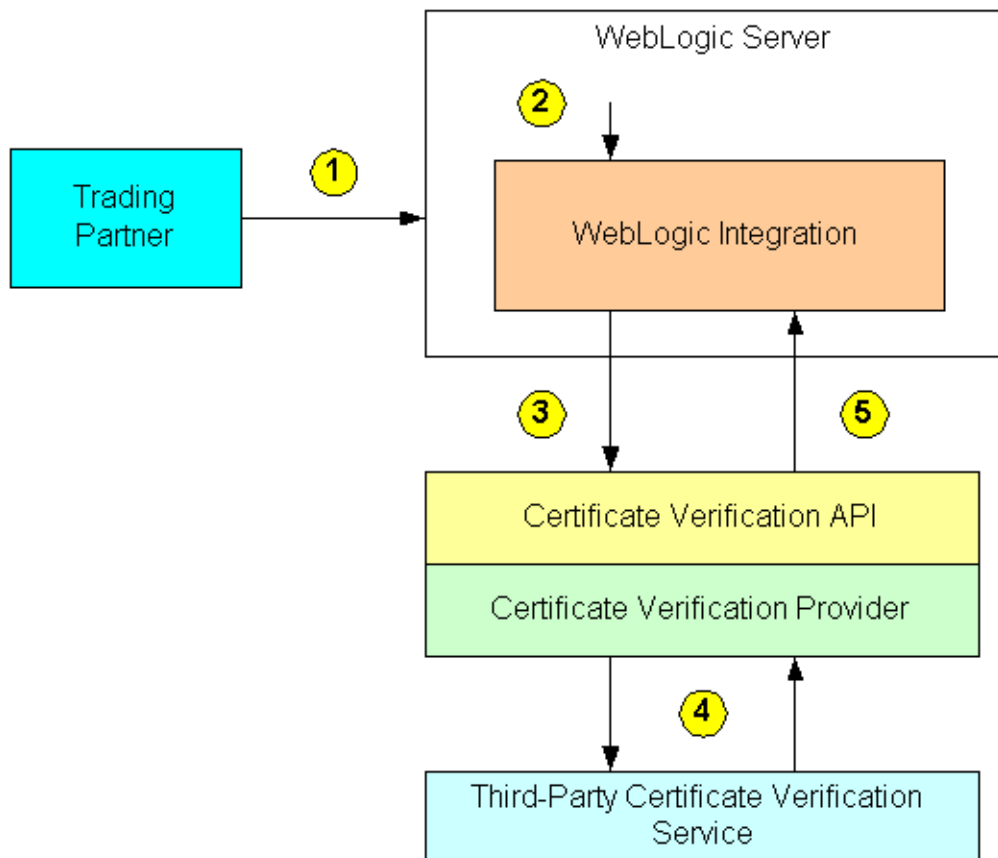 WebLogic Server
2
1
Trading
Partner
WebLogic Integration
3
5
Certificate Verification API
Certificate Verification Provider
4
Third-Party Certificate Verification
Service